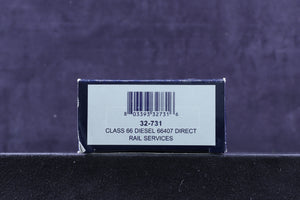 8 03393 32731 6
32-731
CLASS 66 DIESEL 66407 DIRECT
RAIL SERVICES